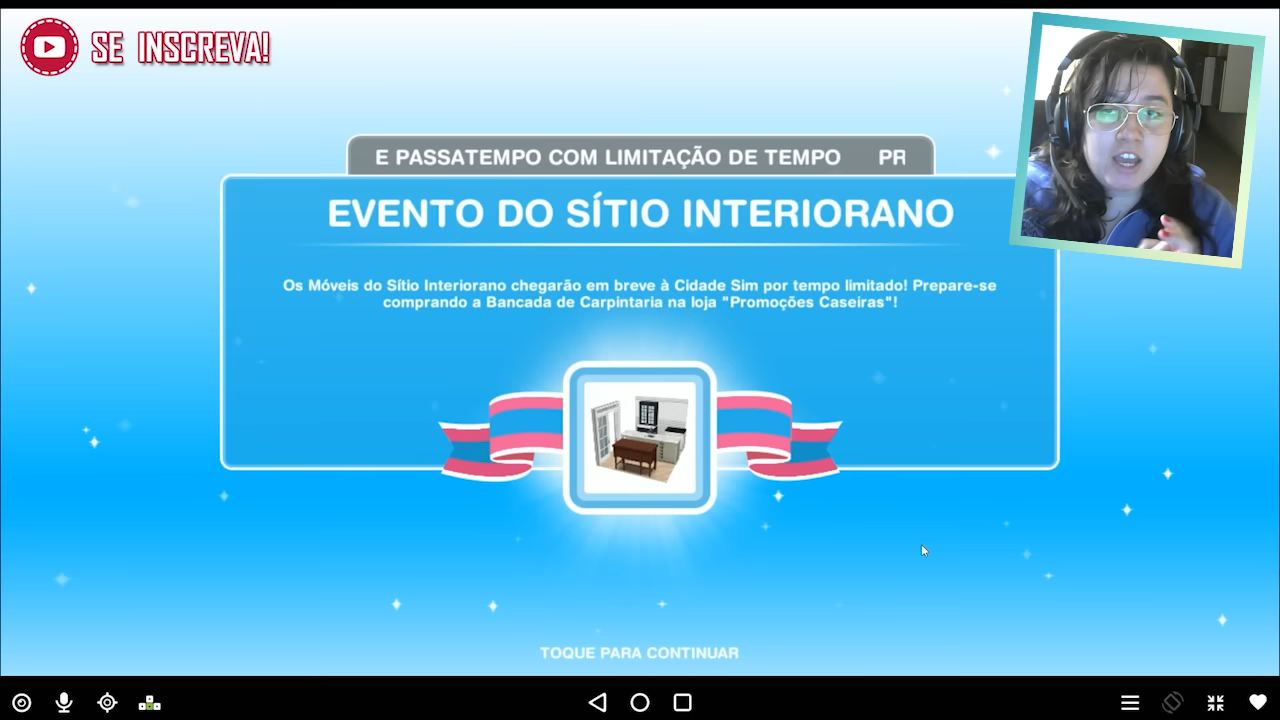 SE INSCREVA!
E PASSATEMPO COM LIMITAÇÃO DE TEMPO PR
EVENTO DO SÍTIO INTERIORANO
Os Móveis do Sítio Interiorano chegarão em breve à Cidade Sim por tempo limitado! Prepare-se
comprando a Bancada de Carpintaria na loja "Promoções Caseiras"!
TOQUE PARA CONTINUAR